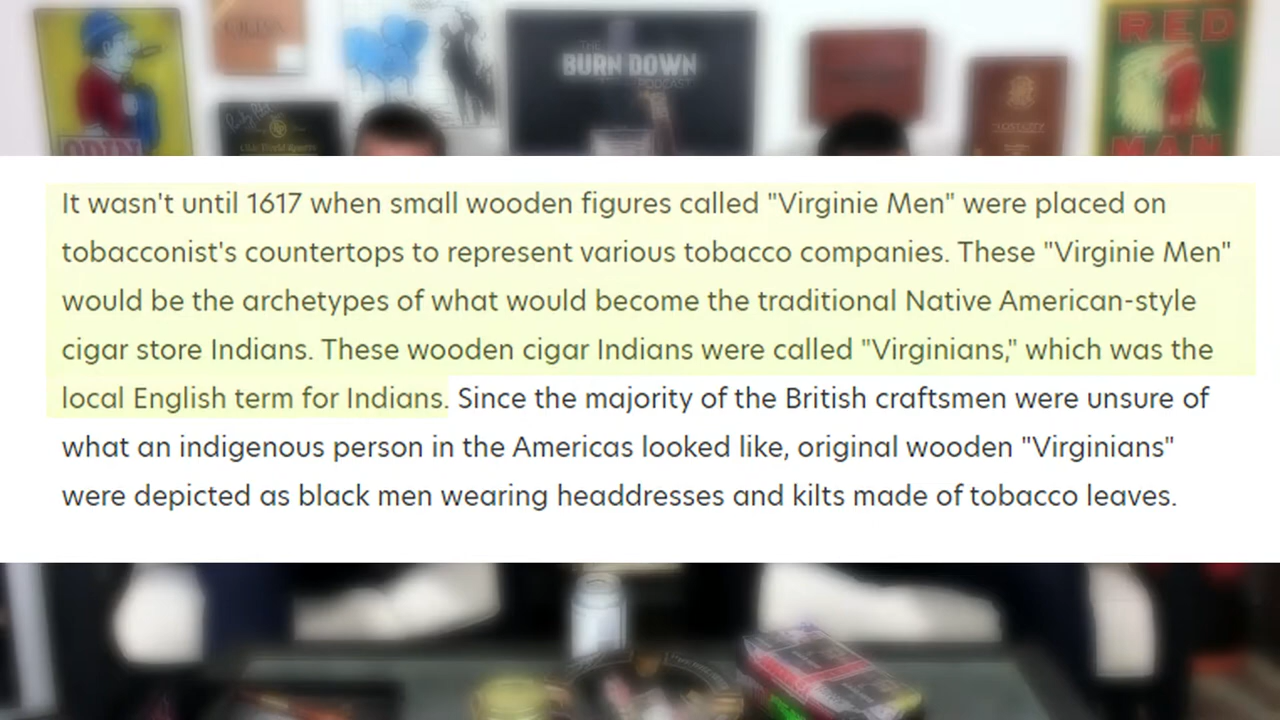 THE
BURN DOWN
PODCAST
RED
MAN
ODIN
It wasn't until 1617 when small wooden figures called "Virginie Men" were placed on
tobacconist's countertops to represent various tobacco companies. These "Virginie Men"
would be the archetypes of what would become the traditional Native American-style
cigar store Indians. These wooden cigar Indians were called "Virginians," which was the
local English term for Indians. Since the majority of the British craftsmen were unsure of
what an indigenous person in the Americas looked like, original wooden "Virginians"
were depicted as black men wearing headdresses and kilts made of tobacco leaves.